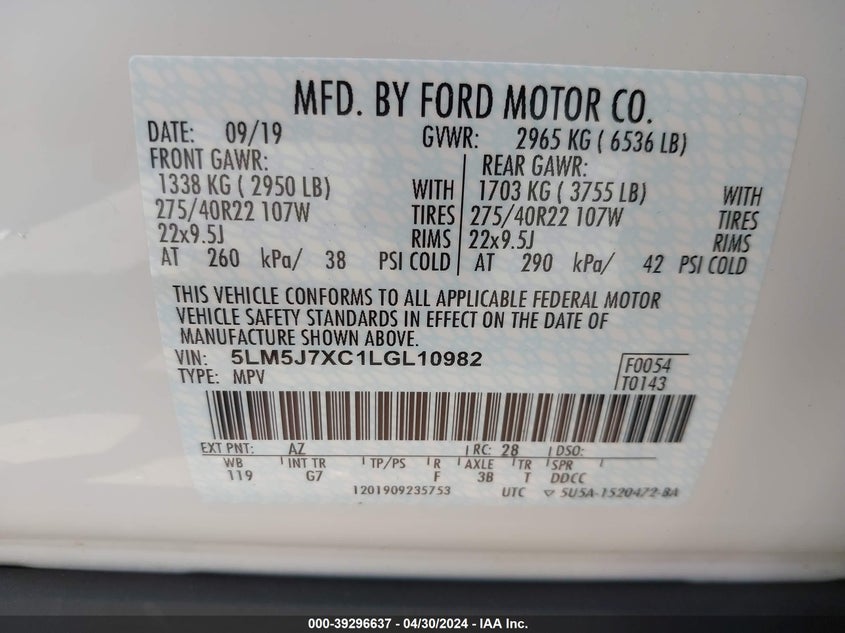 MFD. BY FORD MOTOR CO.
DATE: 09/19 GVWR: 2965 KG ( 6536 LB)
FRONT GAWR: REAR GAWR:
1338 KG ( 2950 LB) WITH 1703 KG ( 3755 LB) WITH
275/40R22 107W TIRES 275/40R22 107W TIRES
22x9.5J RIMS 22x9.5J RIMS
AT 260 kPa/ 38 PSI COLD AT 290 kPa/ 42 PSI COLD
THIS VEHICLE CONFORMS TO ALL APPLICABLE FEDERAL MOTOR
VEHICLE SAFETY STANDARDS IN EFFECT ON THE DATE OF
MANUFACTURE SHOWN ABOVE.
VIN: 5LM5J7XC1LGL10982 F0054
TYPE: MPV T0143
EXT PNT: AZ RC: 28 DSO:
WB INT TR TP/PS R AXLE TR SPR
119 G7 F 3B T DDCC
1201909235753 UTC ▽ 5U5A-1520472-BA
000-39296637 - 04/30/2024 - IAA Inc.